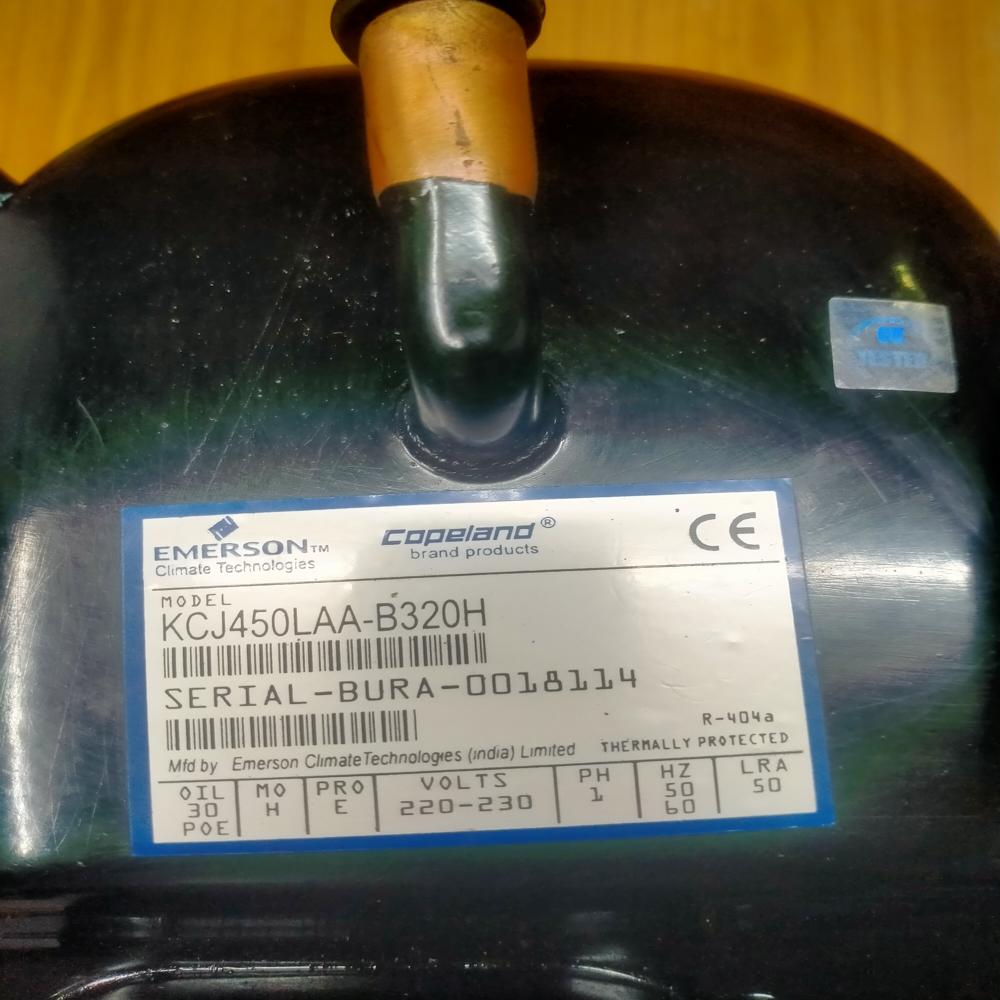 EMERSON™
Climate Technologies
Copeland®
brand products
CE
MODEL
KCJ450LAA-B320H
SERIAL-BURA-0018114
R-404a
THERMALLY PROTECTED
Mfd by Emerson Climate Technologies (india) Limited
OIL 30 POE
MO H
PRO E
VOLTS 220-230
PH 1
HZ 50 60
LRA 50
TESTED